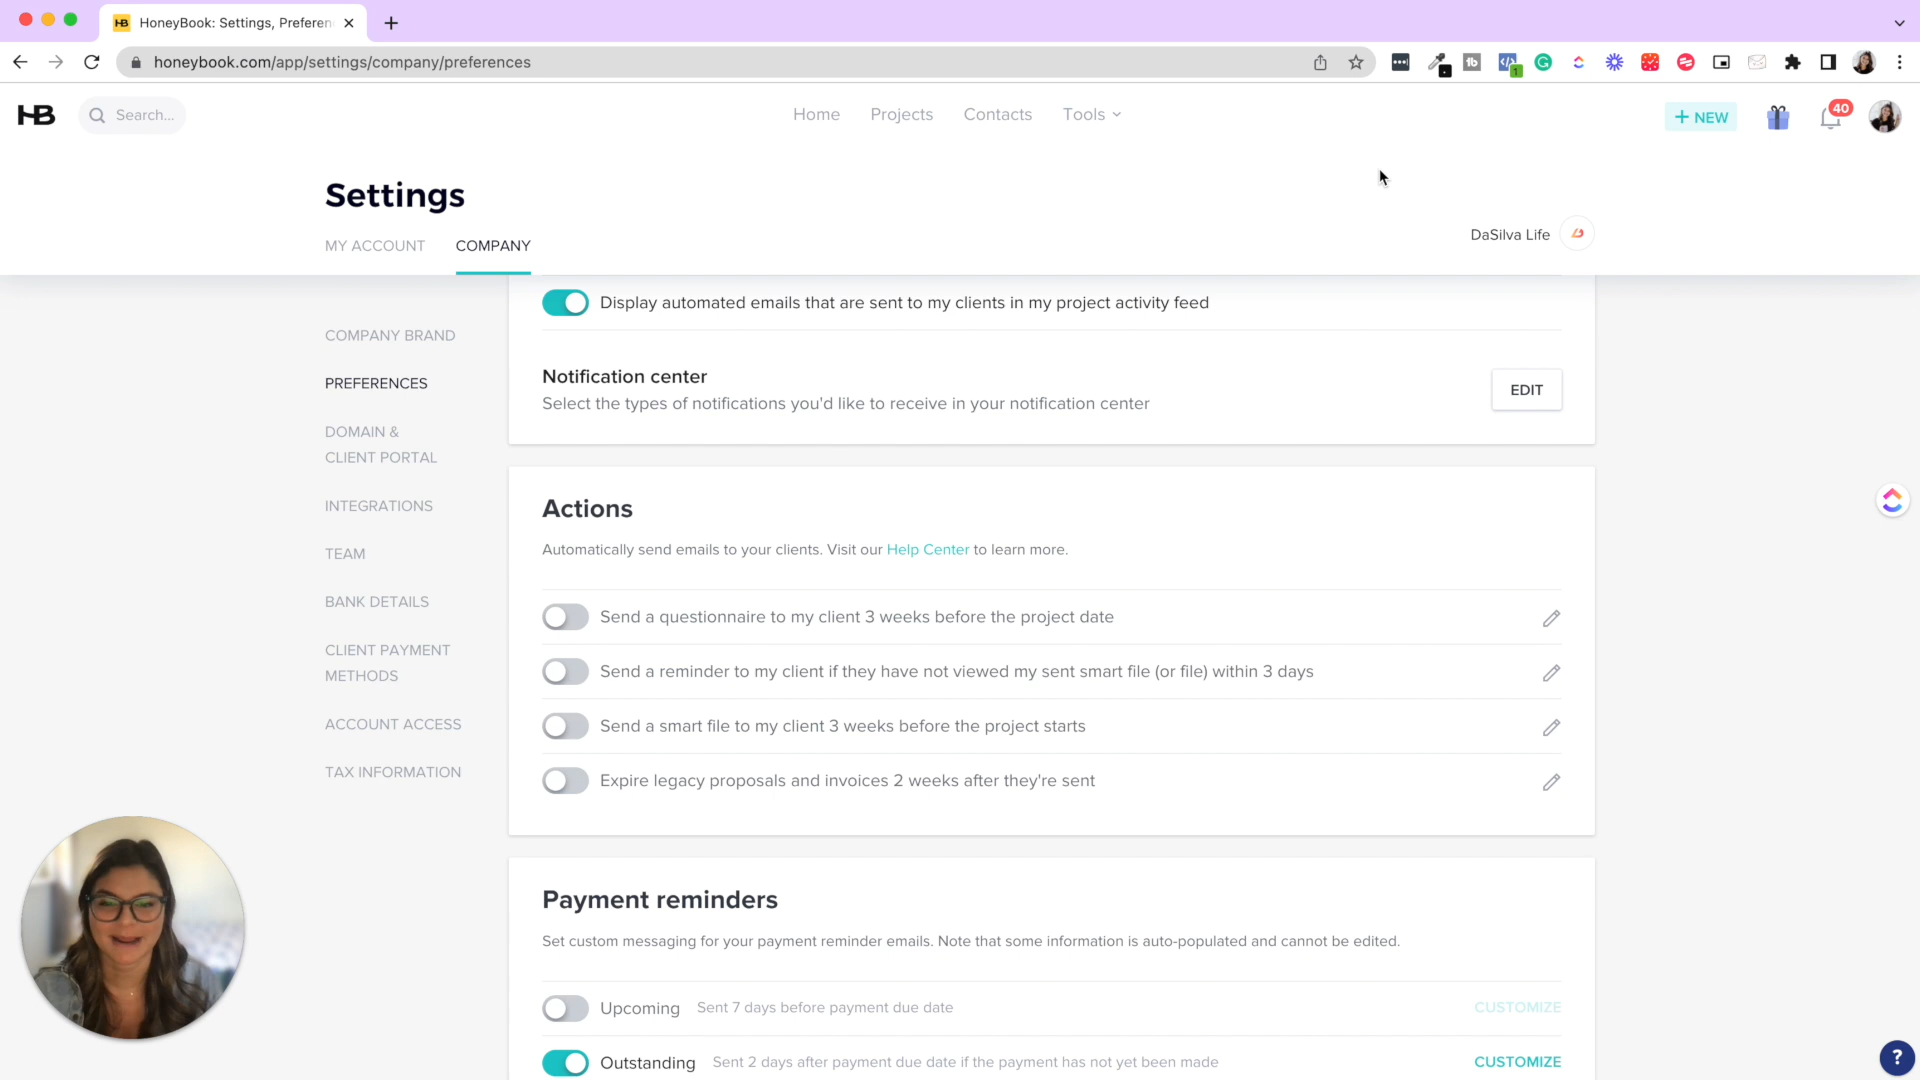 HB HoneyBook: Settings, Preferen
honeybook.com/app/settings/company/preferences
1
HB
Search...
Home
Projects
Contacts
Tools
+ NEW
40
Settings
MY ACCOUNT
COMPANY
DaSilva Life
COMPANY BRAND
PREFERENCES
DOMAIN &
CLIENT PORTAL
INTEGRATIONS
TEAM
BANK DETAILS
CLIENT PAYMENT
METHODS
ACCOUNT ACCESS
TAX INFORMATION
Display automated emails that are sent to my clients in my project activity feed
Notification center
Select the types of notifications you'd like to receive in your notification center
EDIT
Actions
Automatically send emails to your clients. Visit our Help Center to learn more.
Send a questionnaire to my client 3 weeks before the project date
Send a reminder to my client if they have not viewed my sent smart file (or file) within 3 days
Send a smart file to my client 3 weeks before the project starts
Expire legacy proposals and invoices 2 weeks after they're sent
Payment reminders
Set custom messaging for your payment reminder emails. Note that some information is auto-populated and cannot be edited.
Upcoming Sent 7 days before payment due date CUSTOMIZE
Outstanding Sent 2 days after payment due date if the payment has not yet been made CUSTOMIZE
?